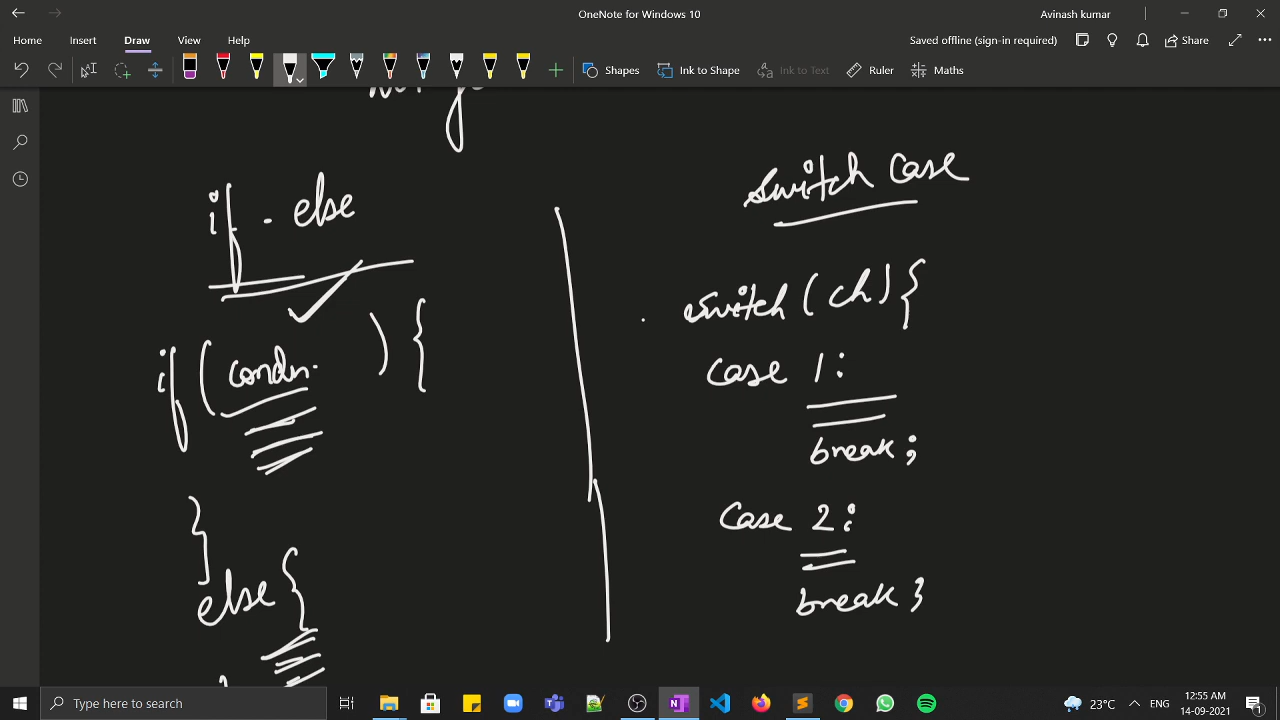 OneNote for Windows 10
Avinash kumar
Home Insert Draw View Help
Saved offline (sign-in required)
Share
Shapes
Ink to Shape
Ink to Text
Ruler
Maths
if - else
if ( condn. ) {
}
else {
}
switch case
switch (ch) {
case 1:
break;
case 2:
break;
Type here to search
23°C
ENG
12:55 AM
14-09-2021